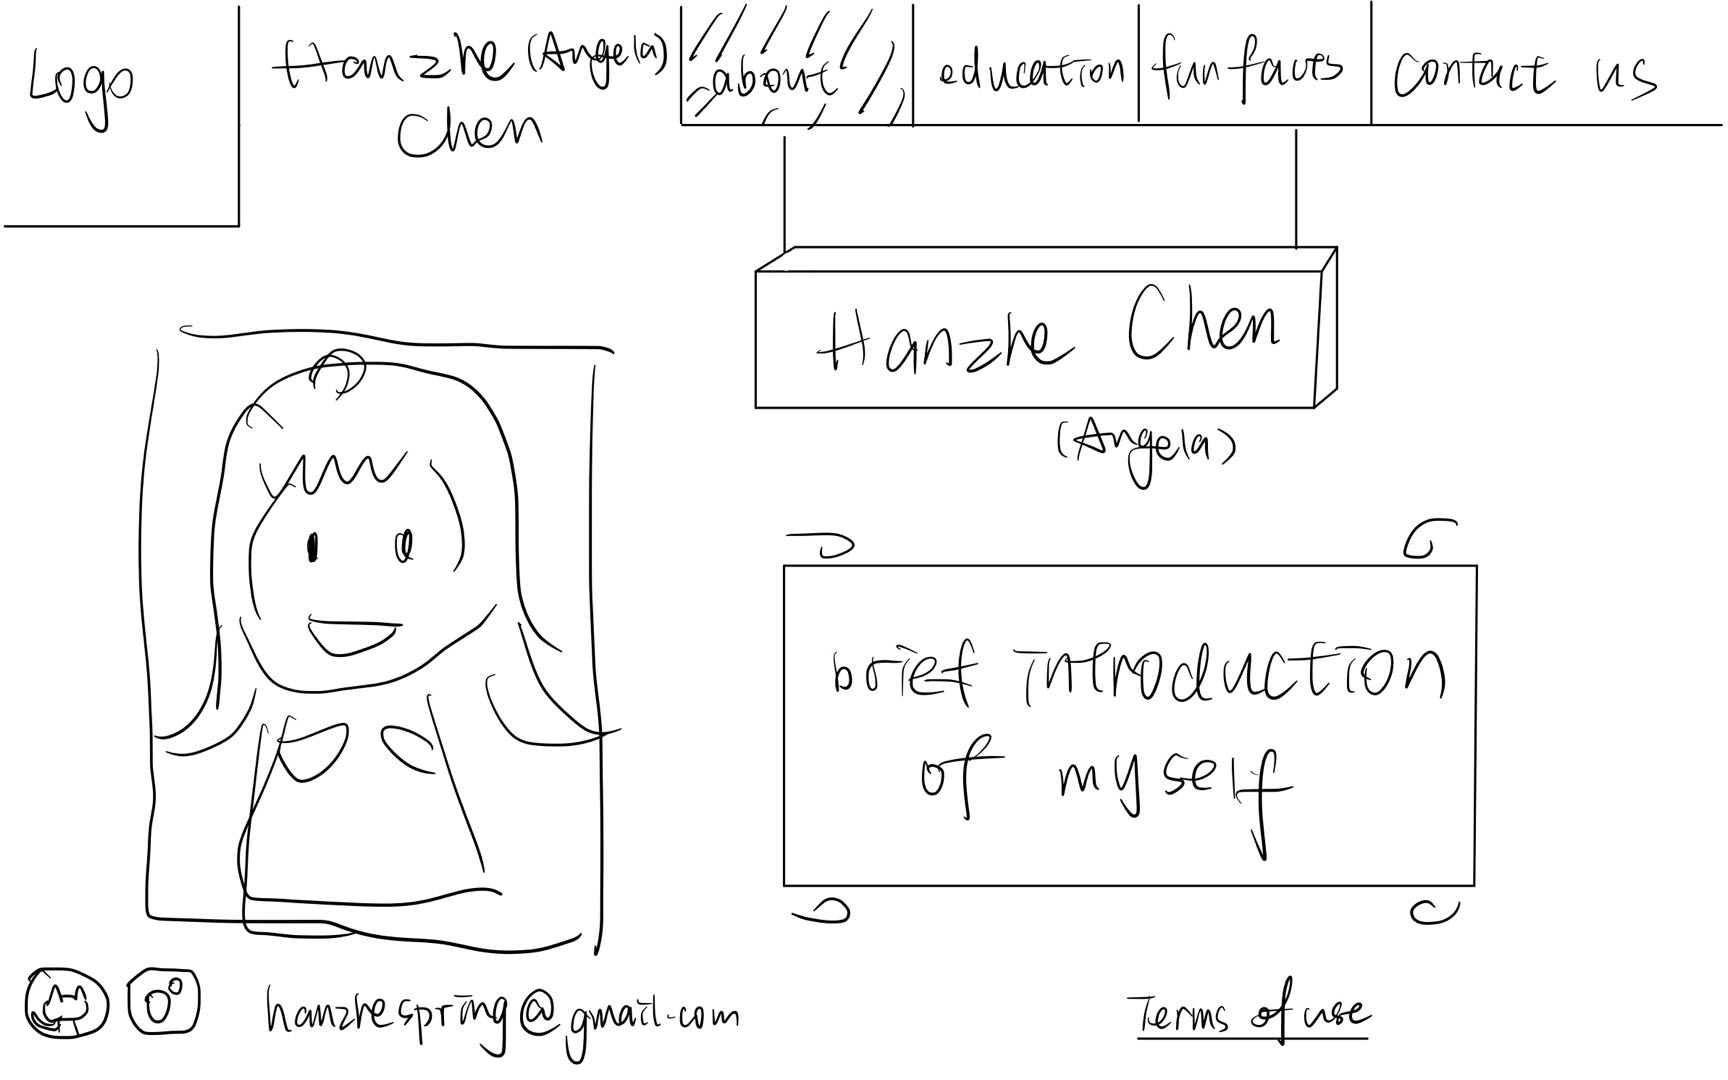 Logo
Hanzhe (Angela)
Chen
about
education
fun facts
contact us
Hanzhe Chen
(Angela)
brief introduction
of myself
hanzhespring@gmail.com
Terms of use